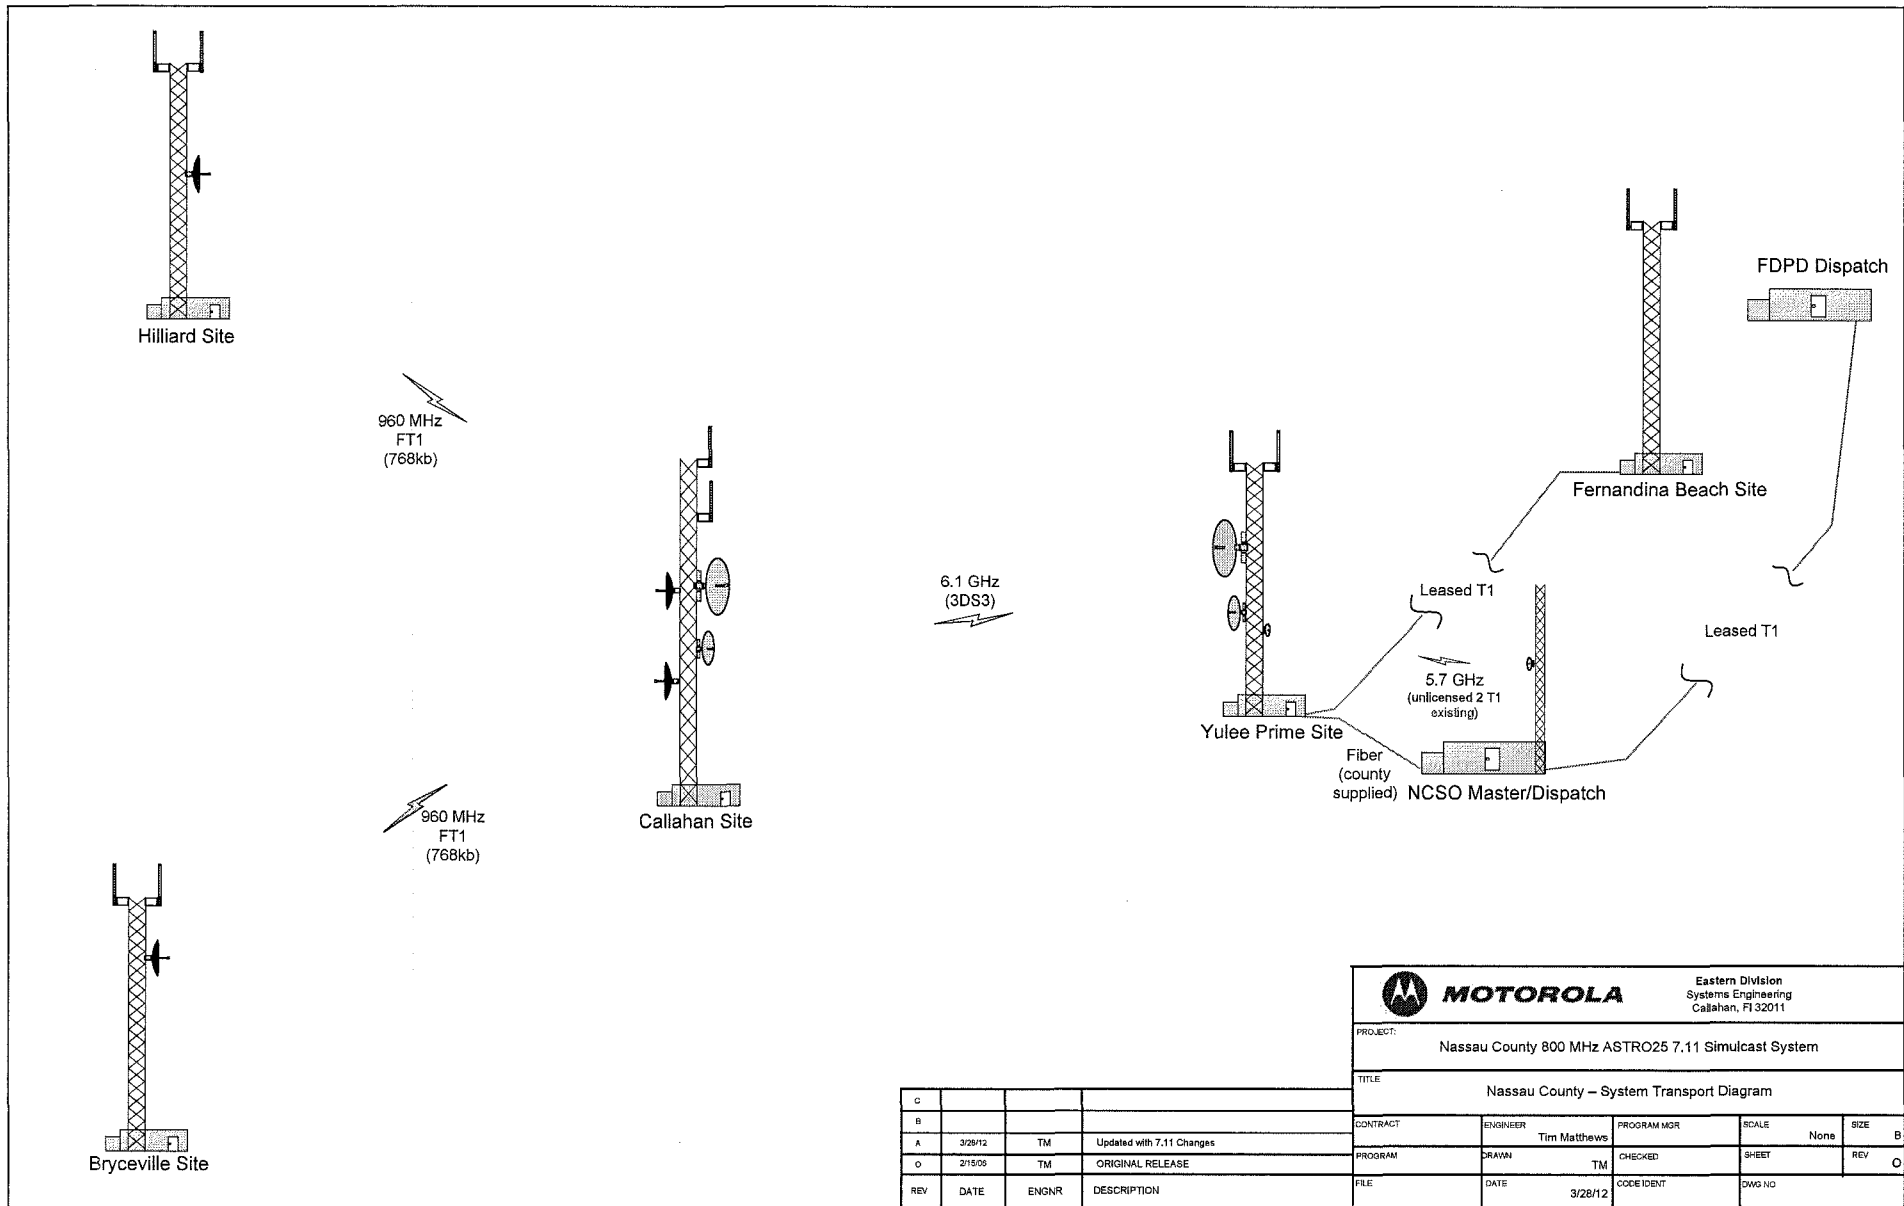 FDPD Dispatch
Hilliard Site
960 MHz
FT1
(768kb)
Fernandina Beach Site
6.1 GHz
(3DS3)
Leased T1
Leased T1
5.7 GHz
(unlicensed 2 T1
existing)
Yulee Prime Site
Fiber
(county
supplied)
NCSO Master/Dispatch
Callahan Site
960 MHz
FT1
(768kb)
Bryceville Site
MOTOROLA
Eastern Division
Systems Engineering
Callahan, Fl 32011
PROJECT:
Nassau County 800 MHz ASTRO25 7.11 Simulcast System
TITLE
Nassau County – System Transport Diagram
CONTRACT
ENGINEER
Tim Matthews
PROGRAM MGR
SCALE
None
SIZE
B
PROGRAM
DRAWN
TM
CHECKED
SHEET
REV
O
FILE
DATE
3/28/12
CODE IDENT
DWG NO
C
B
A 3/28/12 TM Updated with 7.11 Changes
O 2/15/06 TM ORIGINAL RELEASE
REV DATE ENGNR DESCRIPTION